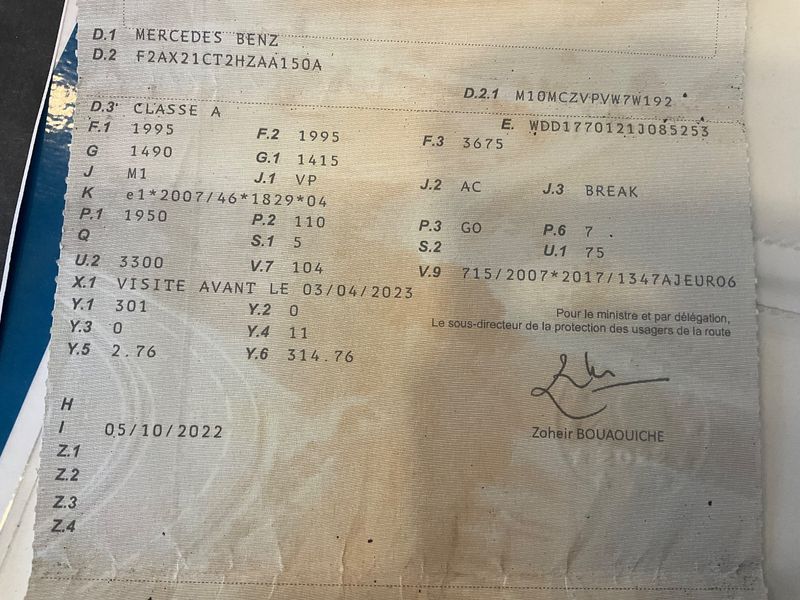 D.1 MERCEDES BENZ
D.2 F2AX21CT2HZAA150A
D.2.1 M10MCZVPVW7W192
D.3 CLASSE A
E. WDD1770121J085253
F.1 1995 F.2 1995 F.3 3675
G 1490 G.1 1415
J M1 J.1 VP J.2 AC J.3 BREAK
K e1*2007/46*1829*04
P.1 1950 P.2 110 P.3 GO P.6 7
Q S.1 5 S.2 U.1 75
U.2 3300 V.7 104 V.9 715/2007*2017/1347AJEURO6
X.1 VISITE AVANT LE 03/04/2023
Y.1 301 Y.2 0
Y.3 0 Y.4 11
Y.5 2.76 Y.6 314.76
Pour le ministre et par délégation,
Le sous-directeur de la protection des usagers de la route
Zoheir BOUAOUICHE
H
I 05/10/2022
Z.1
Z.2
Z.3
Z.4